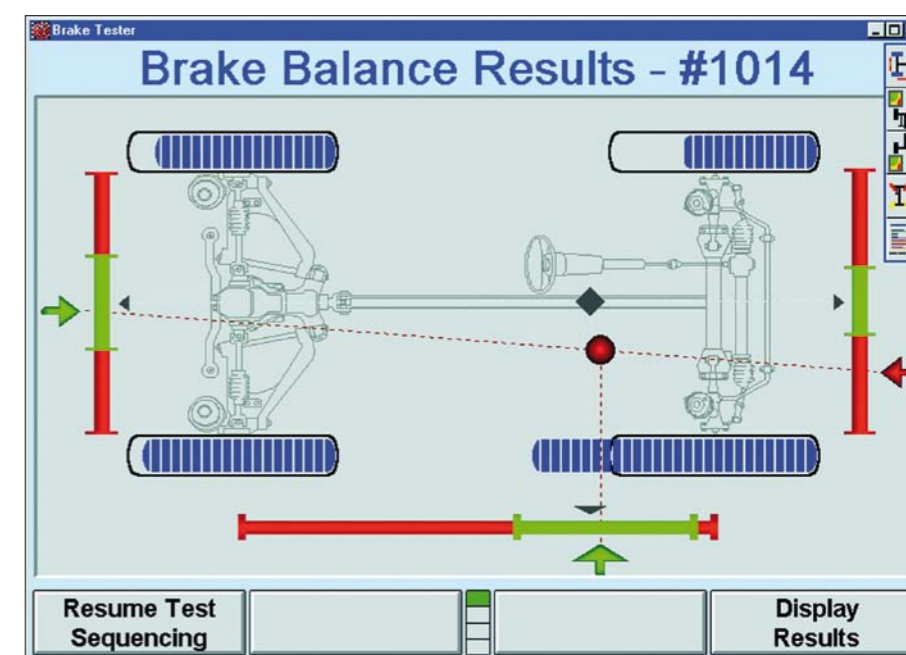 Brake Tester
Brake Balance Results - #1014
Resume Test
Sequencing
Display
Results